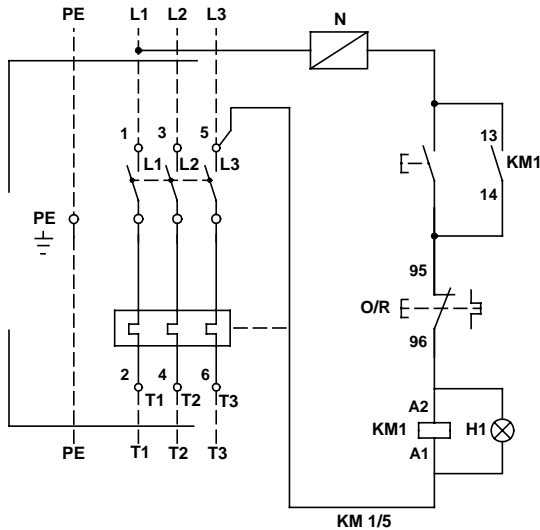 PE L1 L2 L3 N
1 3 5
L1 L2 L3
13
KM1
14
PE
95
O/R
96
2 4 6
T1 T2 T3
A2
KM1 H1
A1
PE T1 T2 T3
KM 1/5